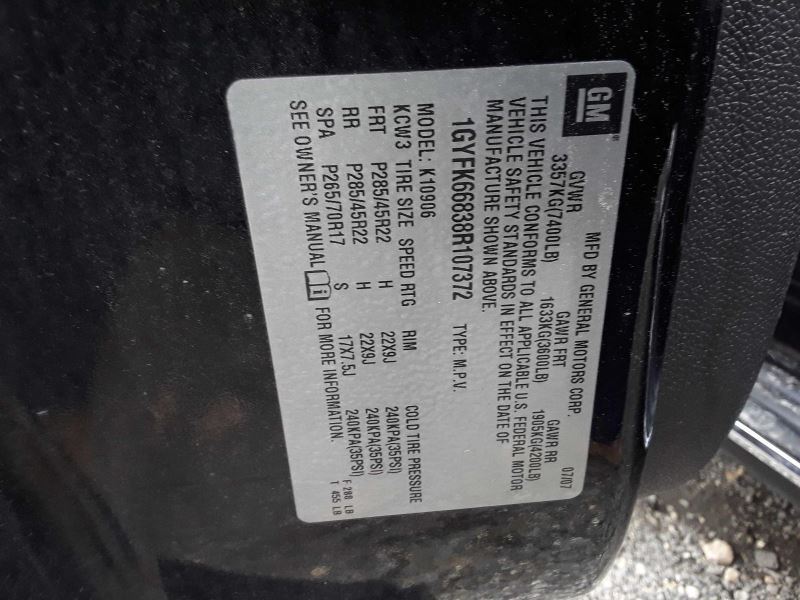 GM
MFD BY GENERAL MOTORS CORP. 07/07
GVWR GAWR FRT GAWR RR
3357KG(7400LB) 1633KG(3600LB) 1905KG(4200LB)
THIS VEHICLE CONFORMS TO ALL APPLICABLE U.S. FEDERAL MOTOR
VEHICLE SAFETY STANDARDS IN EFFECT ON THE DATE OF
MANUFACTURE SHOWN ABOVE.
1GYFK66838R107372 TYPE: M.P.V.
MODEL: K10906
KCW3 TIRE SIZE SPEED RTG RIM COLD TIRE PRESSURE
FRT P285/45R22 H 22X9J 240KPA(35PSI)
RR P285/45R22 H 22X9J 240KPA(35PSI)
SPA P265/70R17 S 17X7.5J 240KPA(35PSI)
SEE OWNER'S MANUAL i FOR MORE INFORMATION.
F 288 LB
T 455 LB